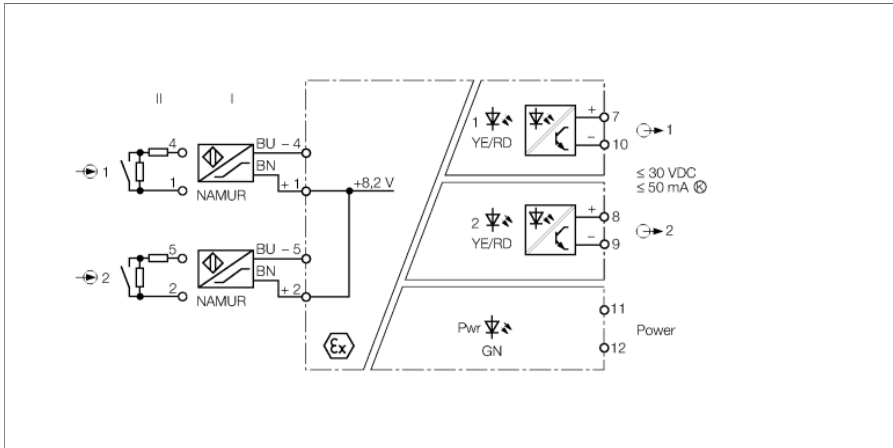 II I
4 BU – 4
BN
1 + 1 +8,2 V
1 NAMUR
5 BU – 5
BN
2 + 2
2 NAMUR
Ex
1 + 7
YE/RD – 10
1
≤ 30 VDC
≤ 50 mA K
2 + 8
YE/RD – 9
2
Pwr
GN
11
12
Power